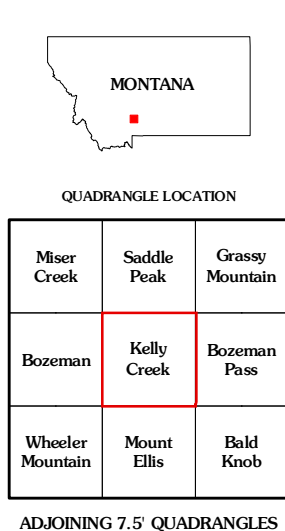 MONTANA
QUADRANGLE LOCATION
Miser Creek
Saddle Peak
Grassy Mountain
Bozeman
Kelly Creek
Bozeman Pass
Wheeler Mountain
Mount Ellis
Bald Knob
ADJOINING 7.5' QUADRANGLES